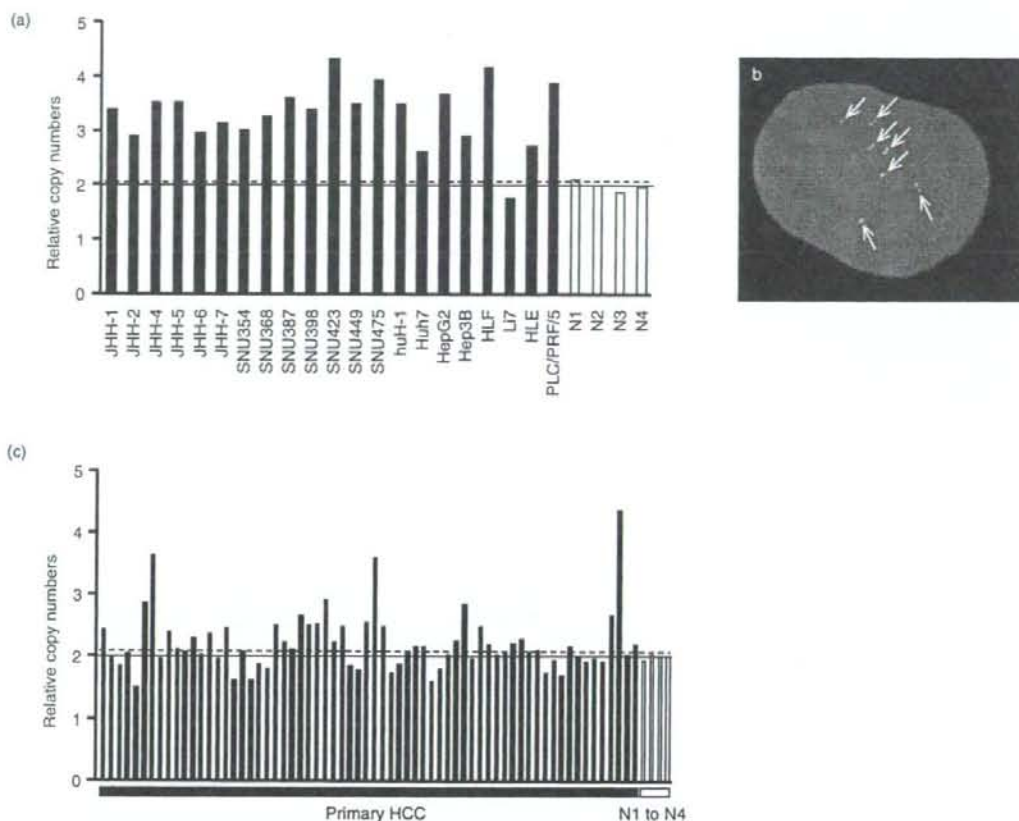 (a)
5
4
3
2
1
0
Relative copy numbers
JHH-1
JHH-2
JHH-4
JHH-5
JHH-6
JHH-7
SNU354
SNU368
SNU387
SNU398
SNU423
SNU449
SNU475
huH-1
Huh7
HepG2
Hep3B
HLF
Li7
HLE
PLC/PRF/5
N1
N2
N3
N4
b
(c)
5
4
3
2
1
0
Relative copy numbers
Primary HCC
N1 to N4